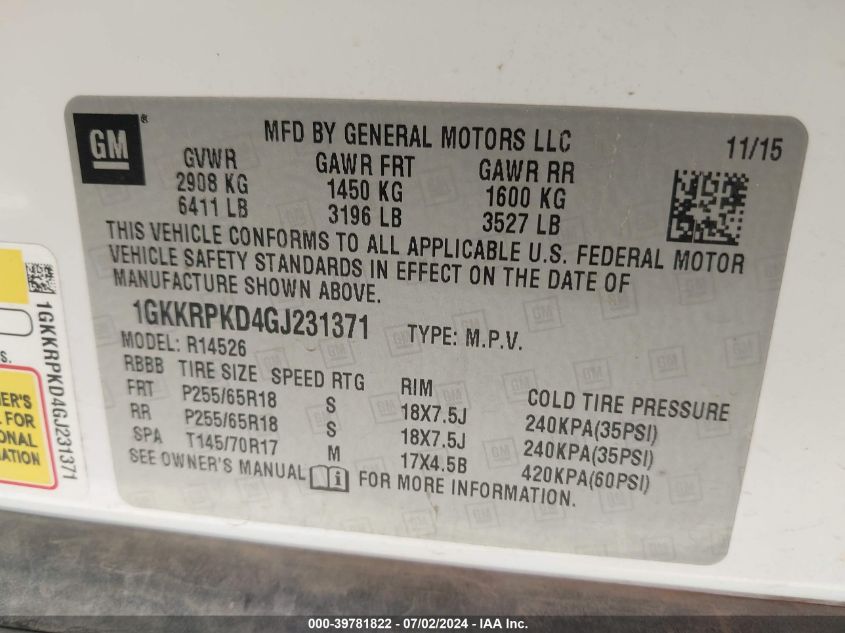 GM ®
MFD BY GENERAL MOTORS LLC
11/15
GVWR GAWR FRT GAWR RR
2908 KG 1450 KG 1600 KG
6411 LB 3196 LB 3527 LB
THIS VEHICLE CONFORMS TO ALL APPLICABLE U.S. FEDERAL MOTOR
VEHICLE SAFETY STANDARDS IN EFFECT ON THE DATE OF
MANUFACTURE SHOWN ABOVE.
1GKKRPKD4GJ231371 TYPE: M.P.V.
MODEL: R14526
RBBB TIRE SIZE SPEED RTG RIM COLD TIRE PRESSURE
FRT P255/65R18 S 18X7.5J 240KPA(35PSI)
RR P255/65R18 S 18X7.5J 240KPA(35PSI)
SPA T145/70R17 M 17X4.5B 420KPA(60PSI)
SEE OWNER'S MANUAL i FOR MORE INFORMATION.
1GKKRPKD4GJ231371
S.
ER'S
FOR
ONAL
MATION
000-39781822 - 07/02/2024 - IAA Inc.